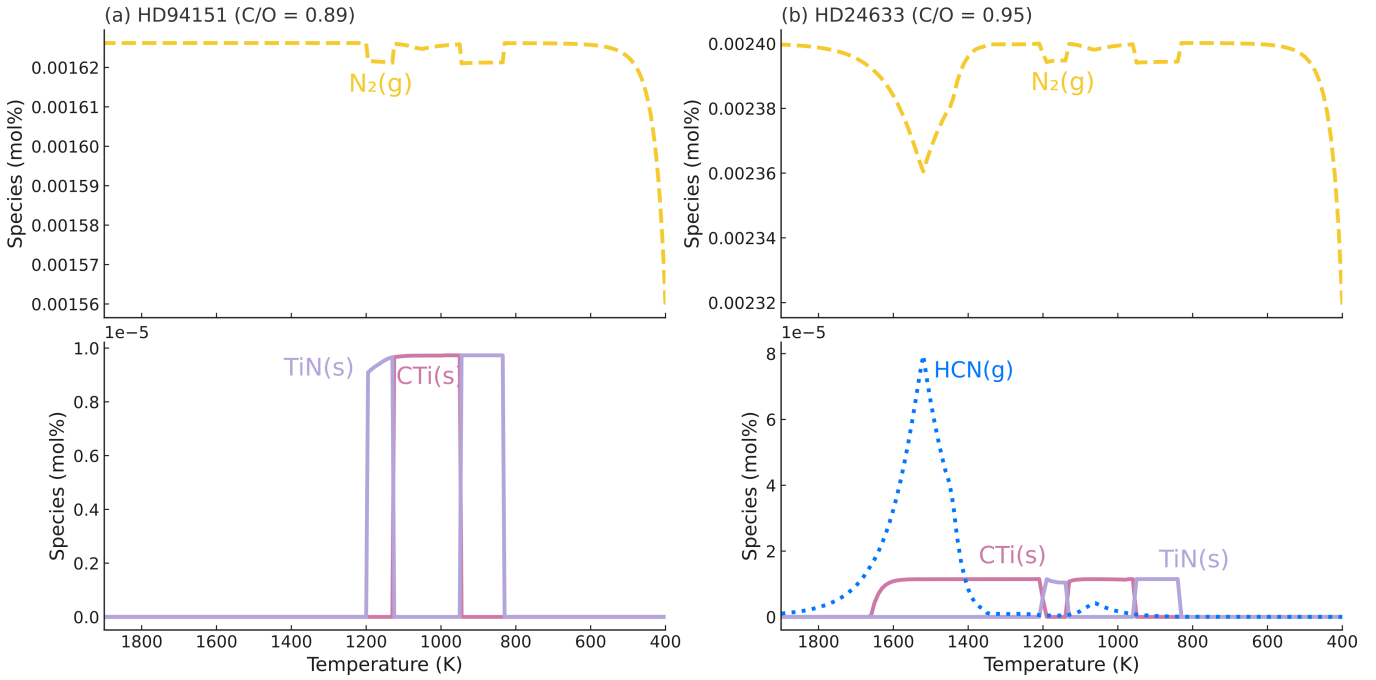 (a) HD94151 (C/O = 0.89)
Species (mol%)
0.00162
0.00161
0.00160
0.00159
0.00158
0.00157
0.00156
N₂(g)
(b) HD24633 (C/O = 0.95)
Species (mol%)
0.00240
0.00238
0.00236
0.00234
0.00232
N₂(g)
1e−5
Species (mol%)
1.0
0.8
0.6
0.4
0.2
0.0
TiN(s)
CTi(s)
1800 1600 1400 1200 1000 800 600 400
Temperature (K)
1e−5
Species (mol%)
8
6
4
2
0
HCN(g)
CTi(s)
TiN(s)
1800 1600 1400 1200 1000 800 600 400
Temperature (K)